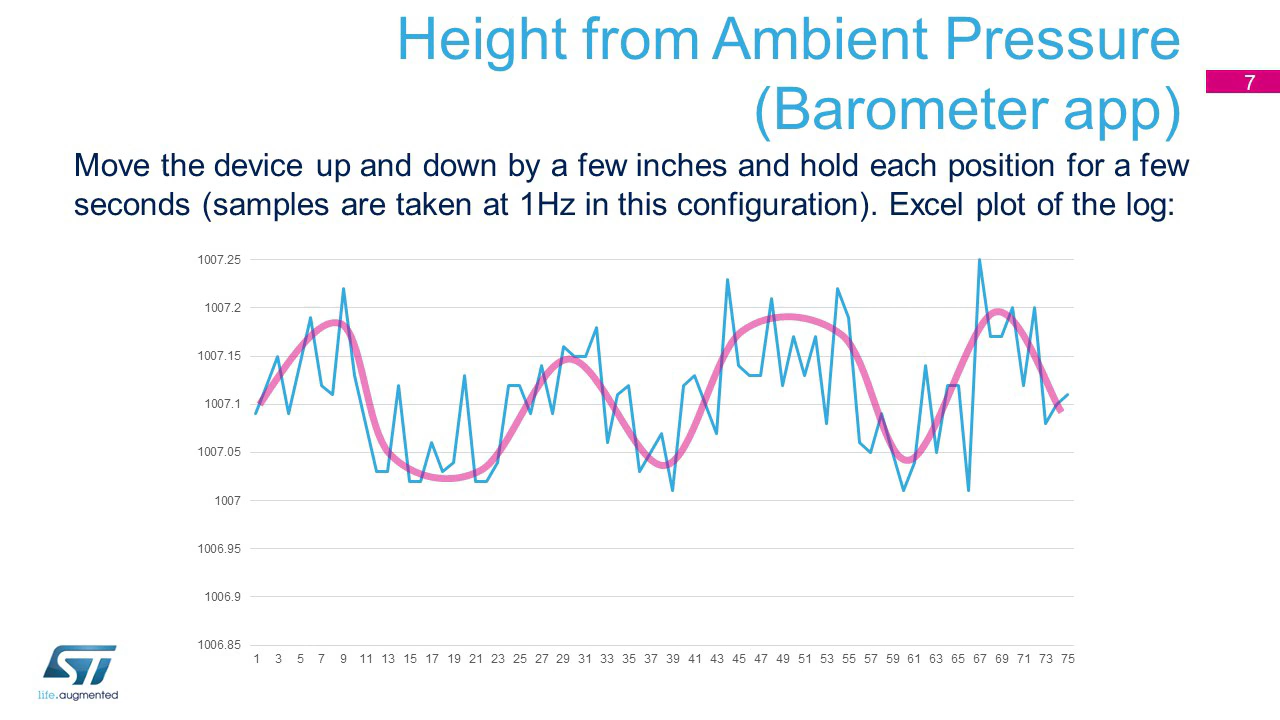 Height from Ambient Pressure
(Barometer app)
7
Move the device up and down by a few inches and hold each position for a few
seconds (samples are taken at 1Hz in this configuration). Excel plot of the log:
1007.25
1007.2
1007.15
1007.1
1007.05
1007
1006.95
1006.9
1006.85
1 3 5 7 9 11 13 15 17 19 21 23 25 27 29 31 33 35 37 39 41 43 45 47 49 51 53 55 57 59 61 63 65 67 69 71 73 75
ST
life.augmented